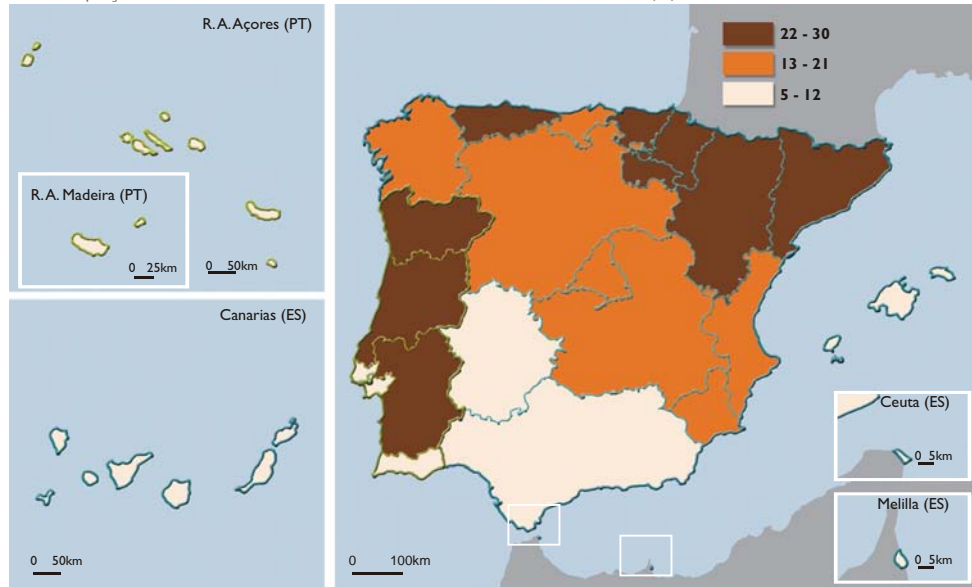 R.A.Açores (PT)
R.A. Madeira (PT)
0 25km
0 50km
Canarias (ES)
0 50km
22 - 30
13 - 21
5 - 12
Ceuta (ES)
0 5km
Melilla (ES)
0 5km
0 100km